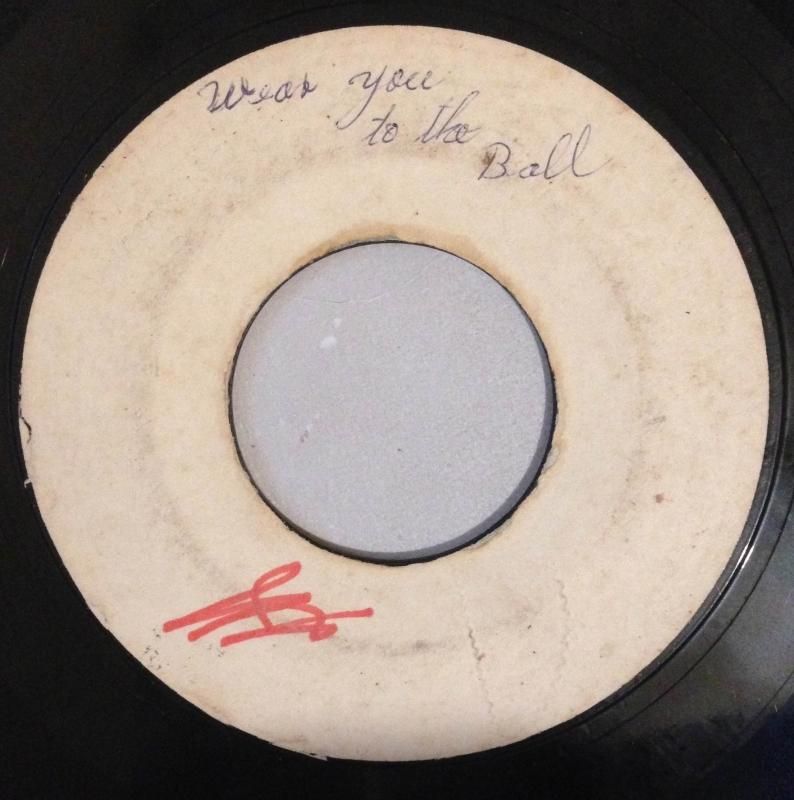 Wear you
to the
Ball